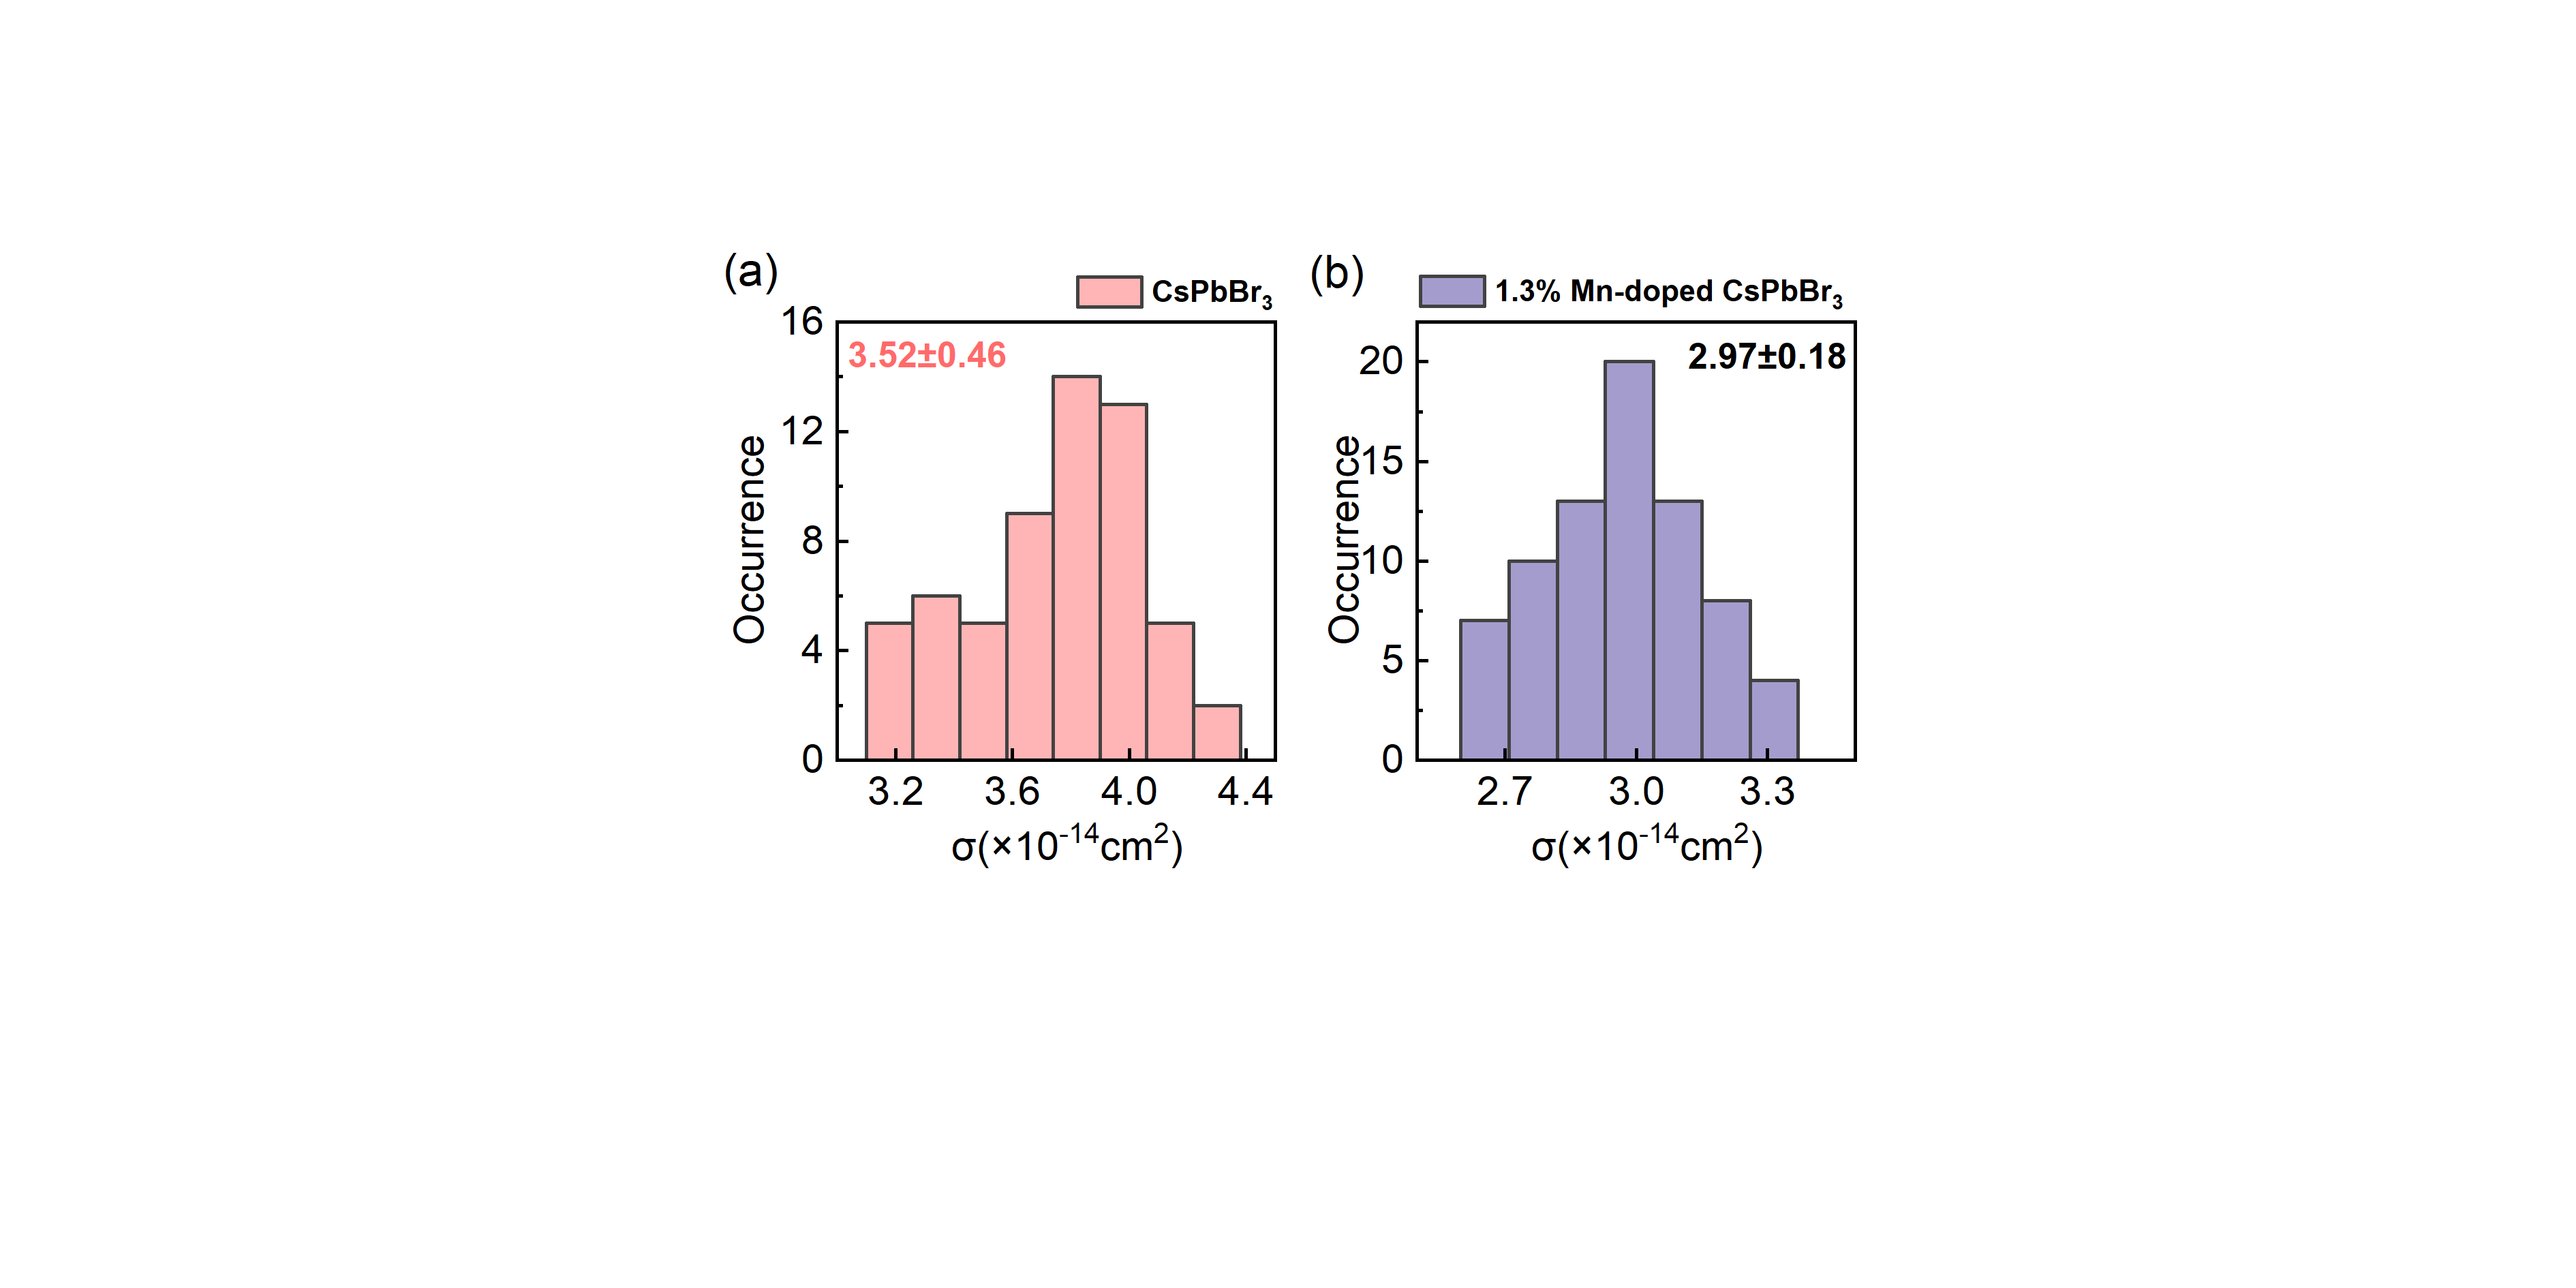 (a)
CsPbBr₃
3.52±0.46
16
12
8
4
0
Occurrence
3.2 3.6 4.0 4.4
σ(×10⁻¹⁴cm²)
(b)
1.3% Mn-doped CsPbBr₃
2.97±0.18
20
15
10
5
0
Occurrence
2.7 3.0 3.3
σ(×10⁻¹⁴cm²)